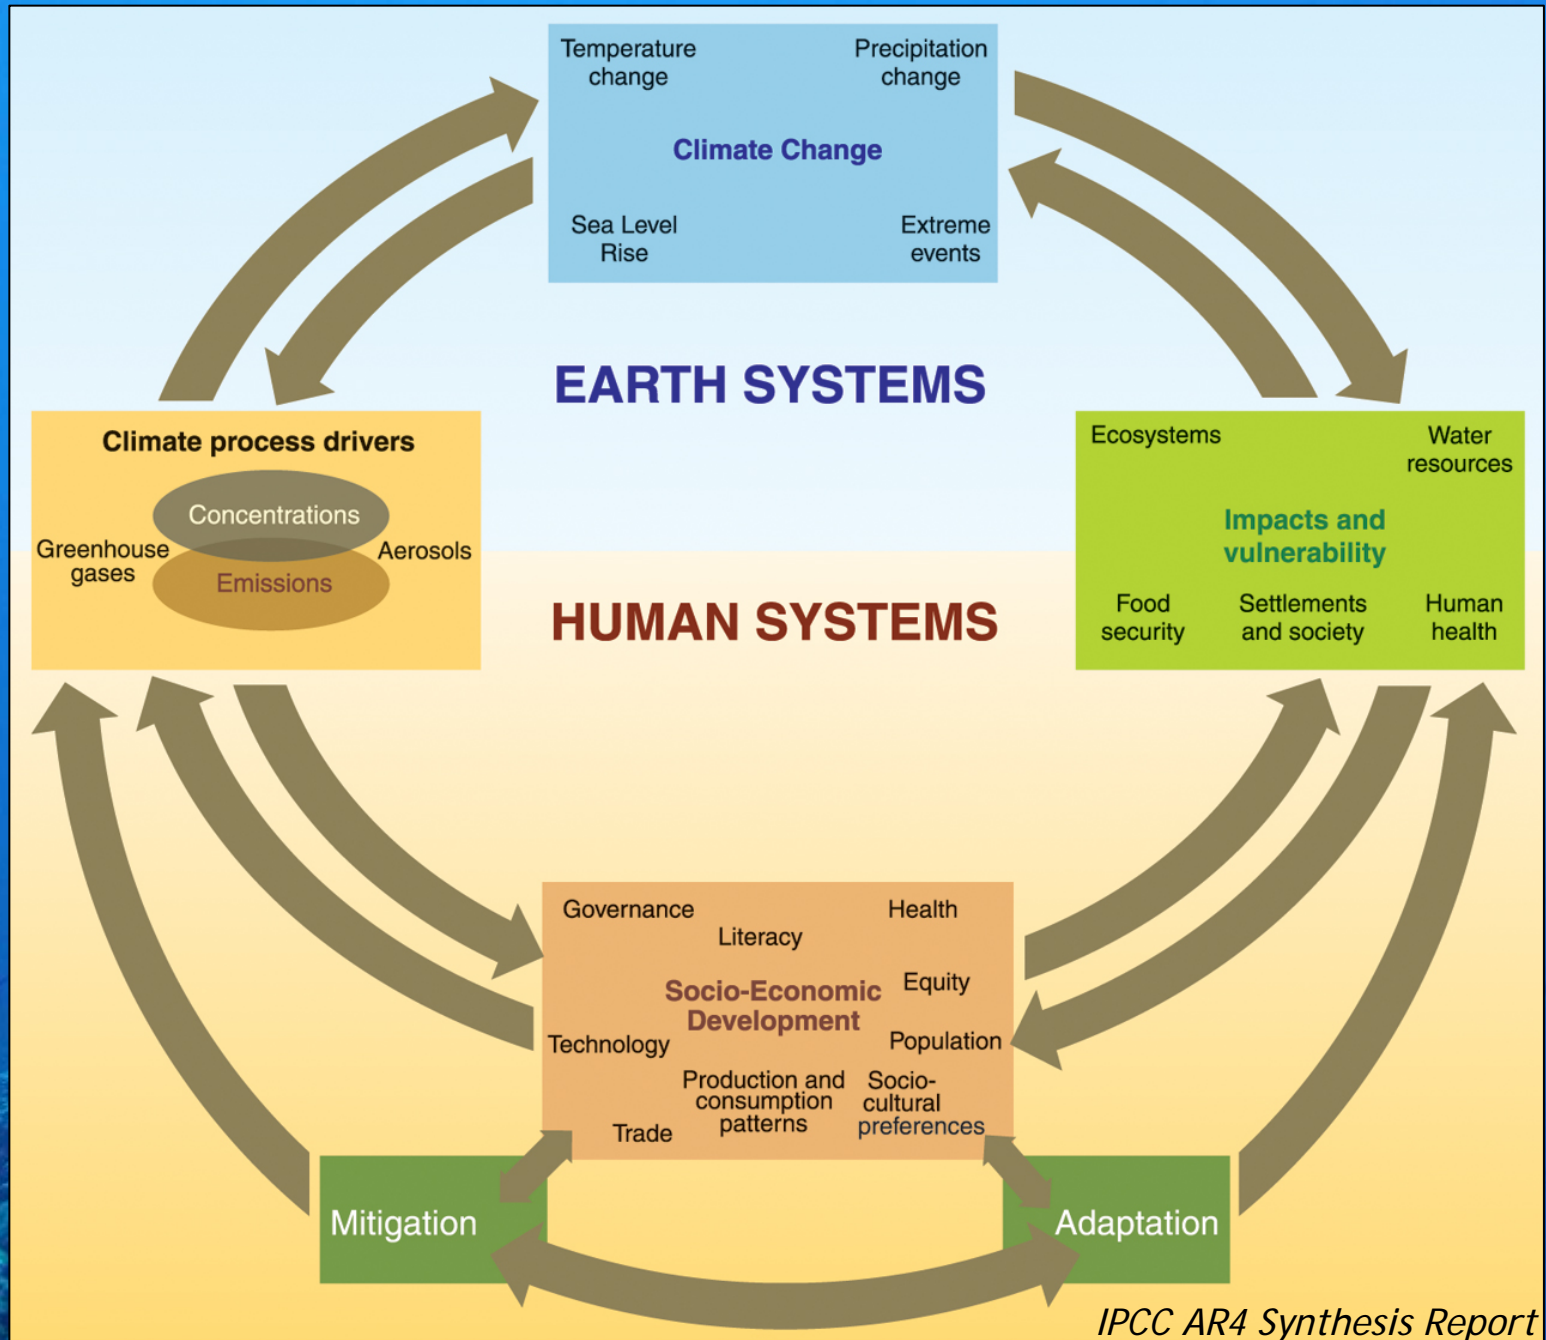 Temperature
change
Precipitation
change
Climate Change
Sea Level
Rise
Extreme
events
EARTH SYSTEMS
Climate process drivers
Concentrations
Greenhouse
gases
Aerosols
Emissions
Ecosystems
Water
resources
Impacts and
vulnerability
Food
security
Settlements
and society
Human
health
HUMAN SYSTEMS
Governance
Literacy
Health
Socio-Economic
Development
Equity
Technology
Population
Production and
consumption
patterns
Socio-
cultural
preferences
Trade
Mitigation
Adaptation
IPCC AR4 Synthesis Report